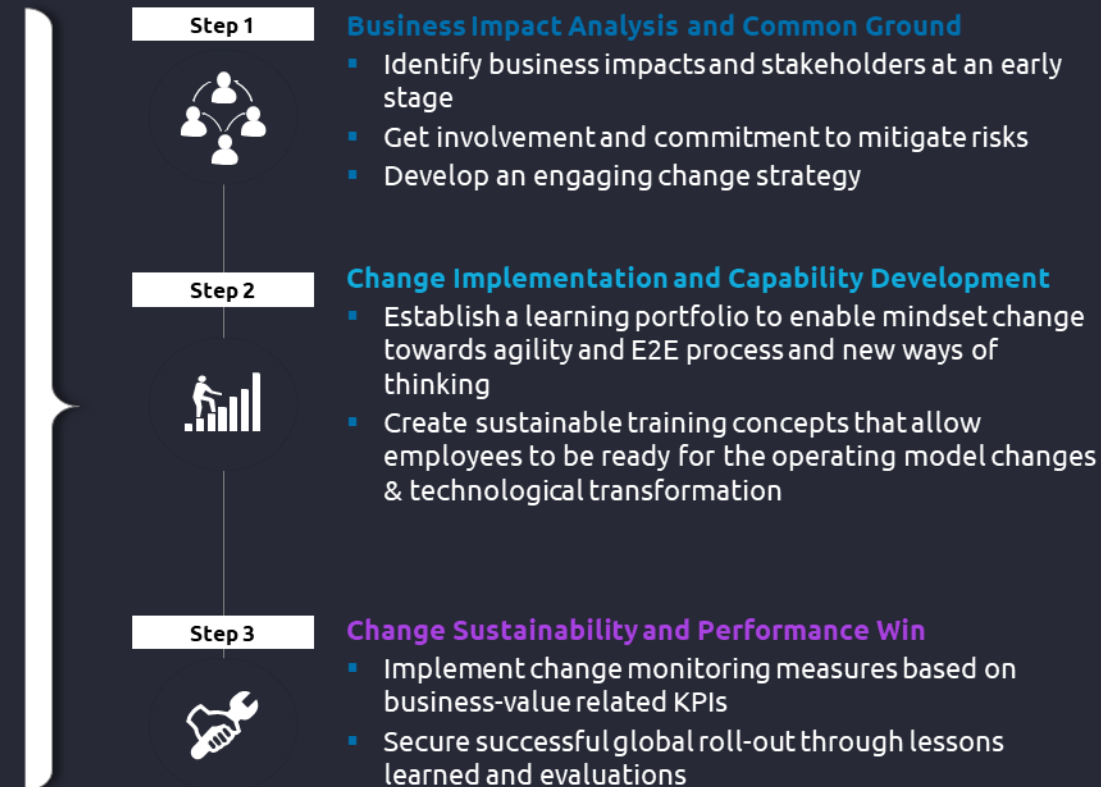 Step 1
Business Impact Analysis and Common Ground
Identify business impacts and stakeholders at an early
stage
Get involvement and commitment to mitigate risks
Develop an engaging change strategy
Step 2
Change Implementation and Capability Development
Establish a learning portfolio to enable mindset change
towards agility and E2E process and new ways of
thinking
Create sustainable training concepts that allow
employees to be ready for the operating model changes
& technological transformation
Step 3
Change Sustainability and Performance Win
Implement change monitoring measures based on
business-value related KPIs
Secure successful global roll-out through lessons
learned and evaluations